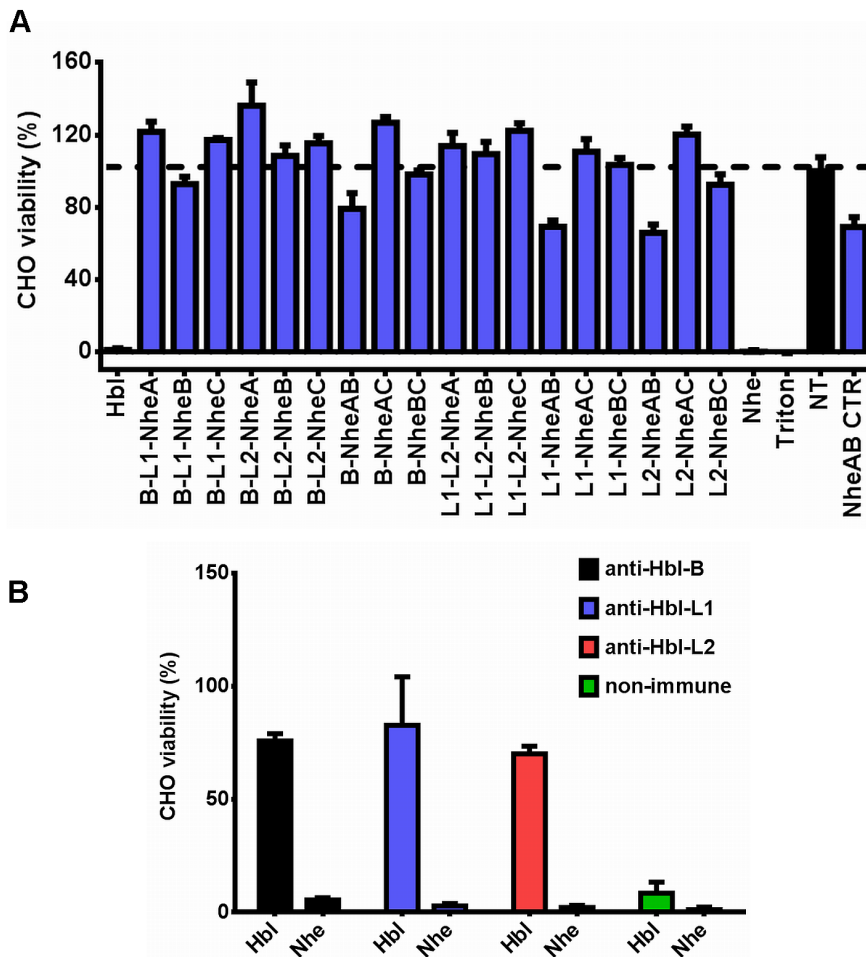 A
CHO viability (%)
160
120
80
40
0
Hbl
B-L1-NheA
B-L1-NheB
B-L1-NheC
B-L2-NheA
B-L2-NheB
B-L2-NheC
B-NheAB
B-NheAC
B-NheBC
L1-L2-NheA
L1-L2-NheB
L1-L2-NheC
L1-NheAB
L1-NheAC
L1-NheBC
L2-NheAB
L2-NheAC
L2-NheBC
Nhe
Triton
NT
NheAB CTR
B
CHO viability (%)
150
100
50
0
anti-Hbl-B
anti-Hbl-L1
anti-Hbl-L2
non-immune
Hbl
Nhe
Hbl
Nhe
Hbl
Nhe
Hbl
Nhe